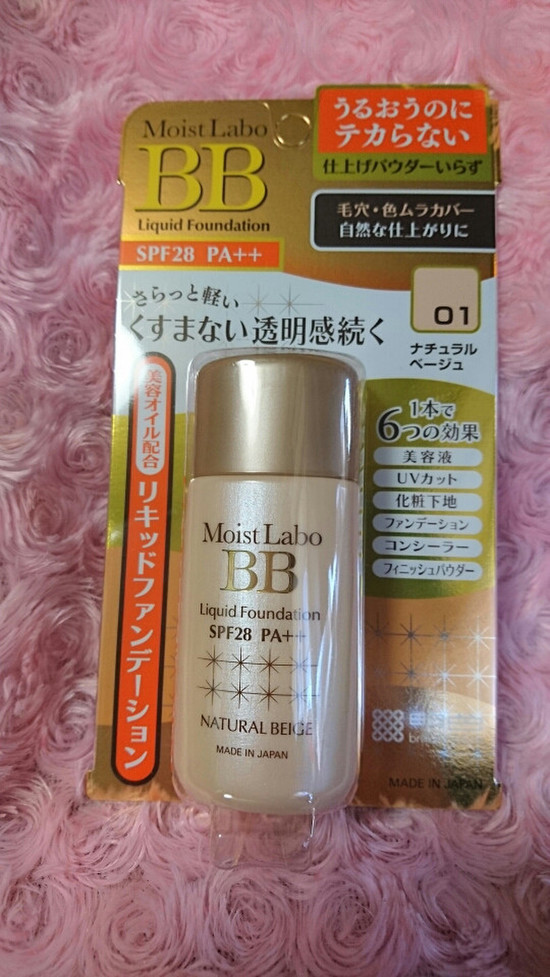 Moist Labo
BB
Liquid Foundation
SPF28 PA++
うるおうのに
テカらない
仕上げパウダーいらず
毛穴・色ムラカバー
自然な仕上がりに
さらっと軽い
くすまない透明感続く
01
ナチュラル
ベージュ
美容オイル配合
リキッドファンデーション
1本で
6つの効果
美容液
UVカット
化粧下地
ファンデーション
コンシーラー
フィニッシュパウダー
Moist Labo
BB
Liquid Foundation
SPF28 PA++
NATURAL BEIGE
MADE IN JAPAN
MADE IN JAPAN